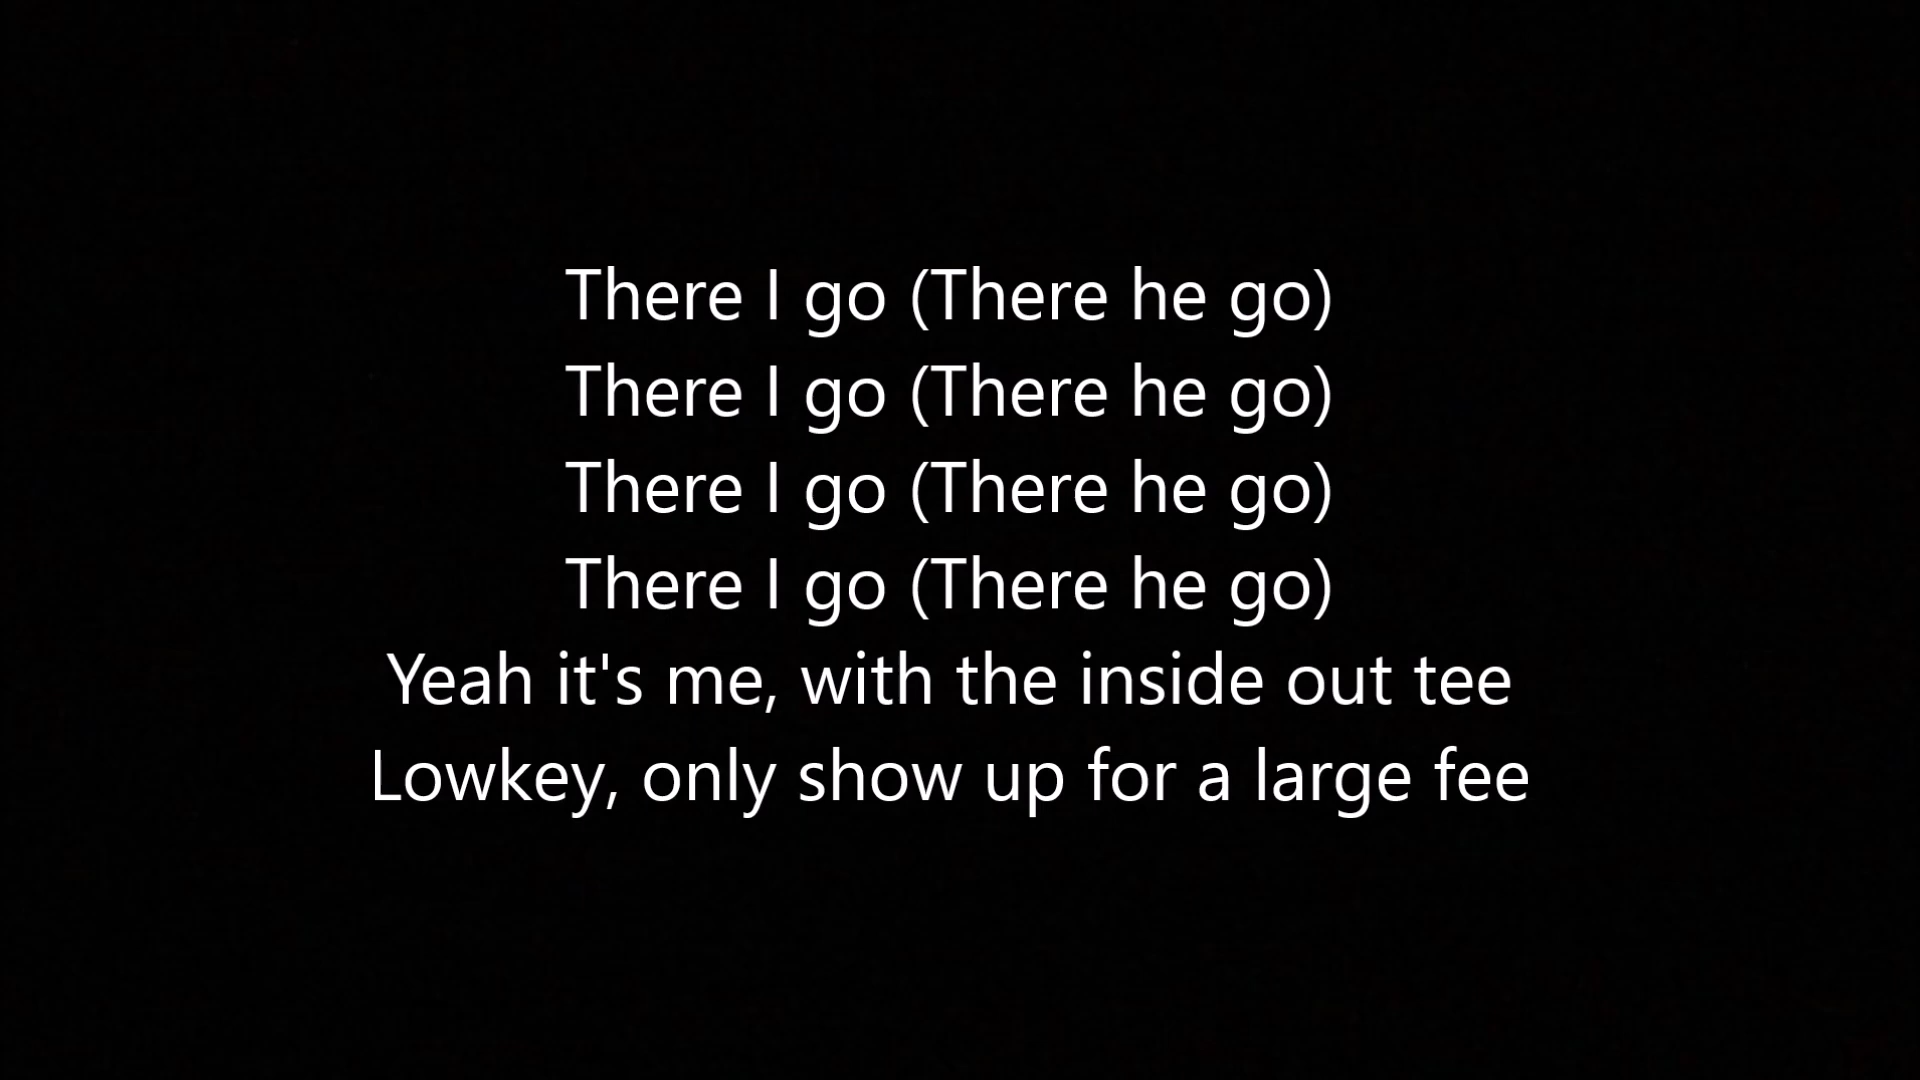 There I go (There he go)
There I go (There he go)
There I go (There he go)
There I go (There he go)
Yeah it's me, with the inside out tee
Lowkey, only show up for a large fee